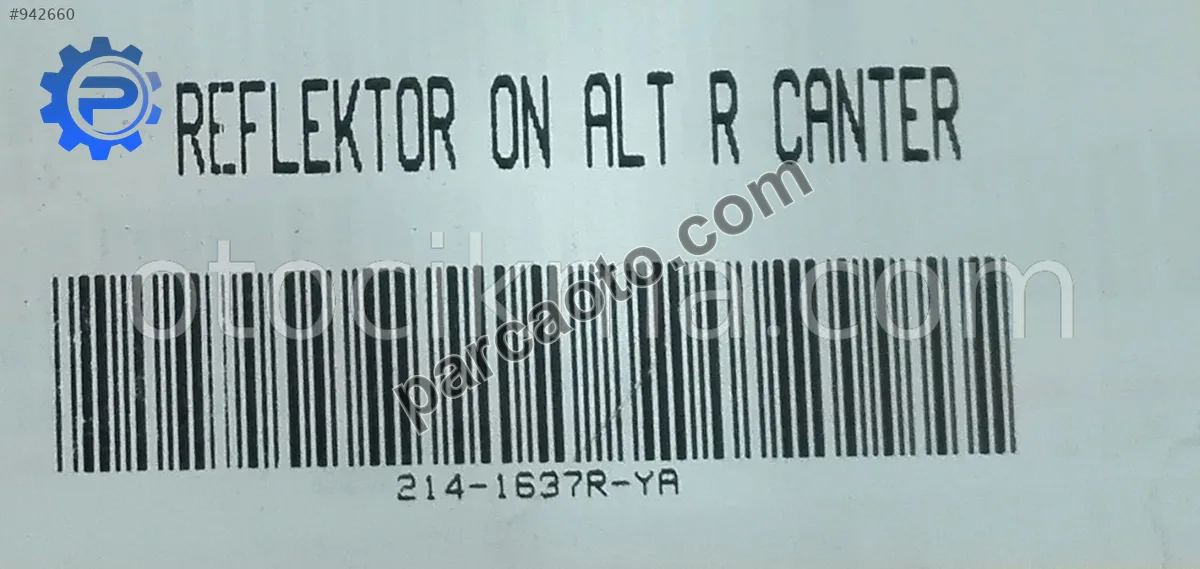 #942660
REFLEKTOR ON ALT R CANTER
otocikma.com
parcaoto.com
214-1637R-YA